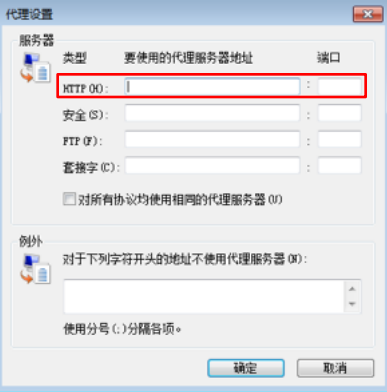 代理设置
服务器
类型 要使用的代理服务器地址 端口
HTTP(H): :
安全(S): :
FTP(F): :
套接字(C): :
对所有协议均使用相同的代理服务器(U)
例外
对于下列字符开头的地址不使用代理服务器(N):
使用分号(;)分隔各项。
确定 取消